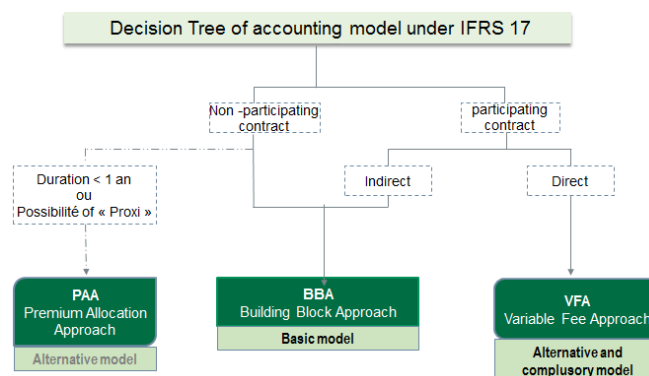 Decision Tree of accounting model under IFRS 17
Non -participating
contract
participating
contract
Duration < 1 an
ou
Possibilité of « Proxi »
Indirect
Direct
PAA
Premium Allocation
Approach
Alternative model
BBA
Building Block Approach
Basic model
VFA
Variable Fee Approach
Alternative and
complusory model